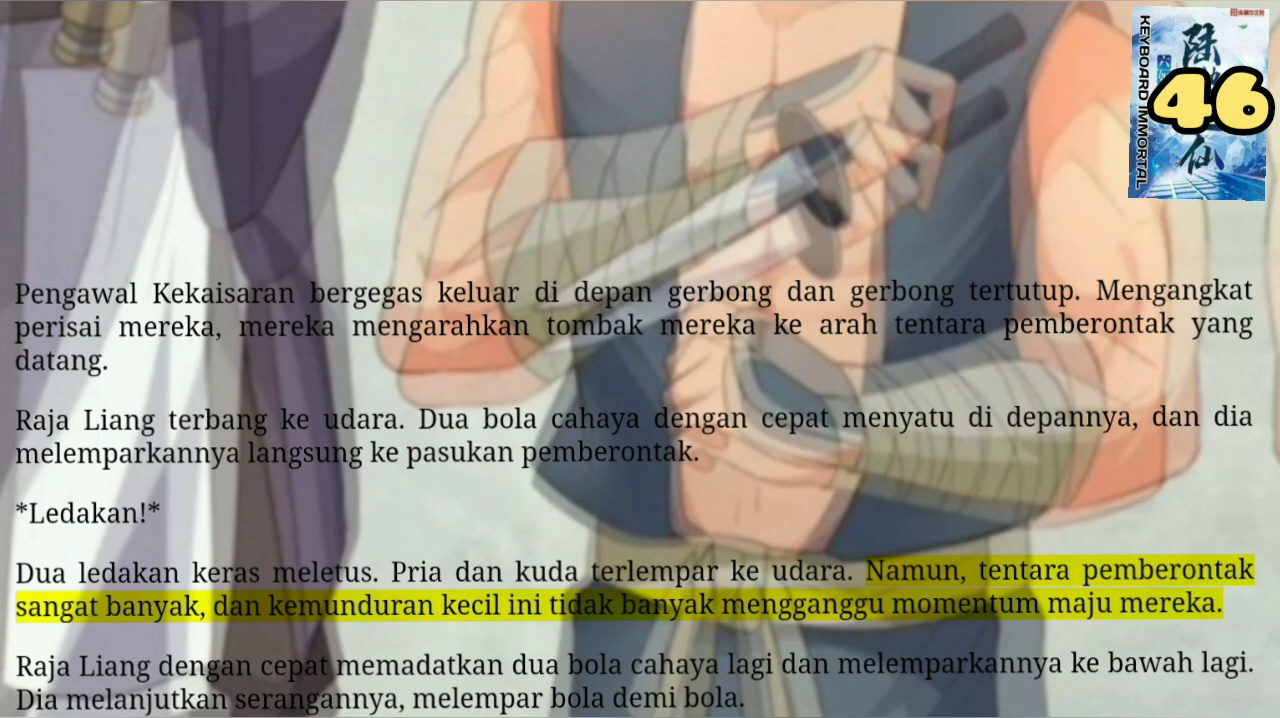 KEYBOARD IMMORTAL
46
Pengawal Kekaisaran bergegas keluar di depan gerbong dan gerbong tertutup. Mengangkat
perisai mereka, mereka mengarahkan tombak mereka ke arah tentara pemberontak yang
datang.
Raja Liang terbang ke udara. Dua bola cahaya dengan cepat menyatu di depannya, dan dia
melemparkannya langsung ke pasukan pemberontak.
*Ledakan!*
Dua ledakan keras meletus. Pria dan kuda terlempar ke udara. Namun, tentara pemberontak
sangat banyak, dan kemunduran kecil ini tidak banyak mengganggu momentum maju mereka.
Raja Liang dengan cepat memadatkan dua bola cahaya lagi dan melemparkannya ke bawah lagi.
Dia melanjutkan serangannya, melempar bola demi bola.